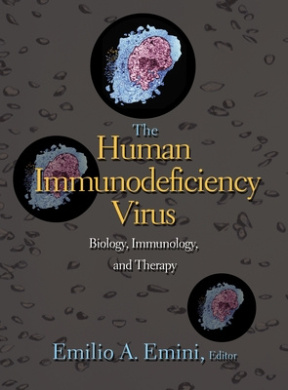 The
Human
Immunodeficiency
Virus
Biology, Immunology,
and Therapy
Emilio A. Emini, Editor